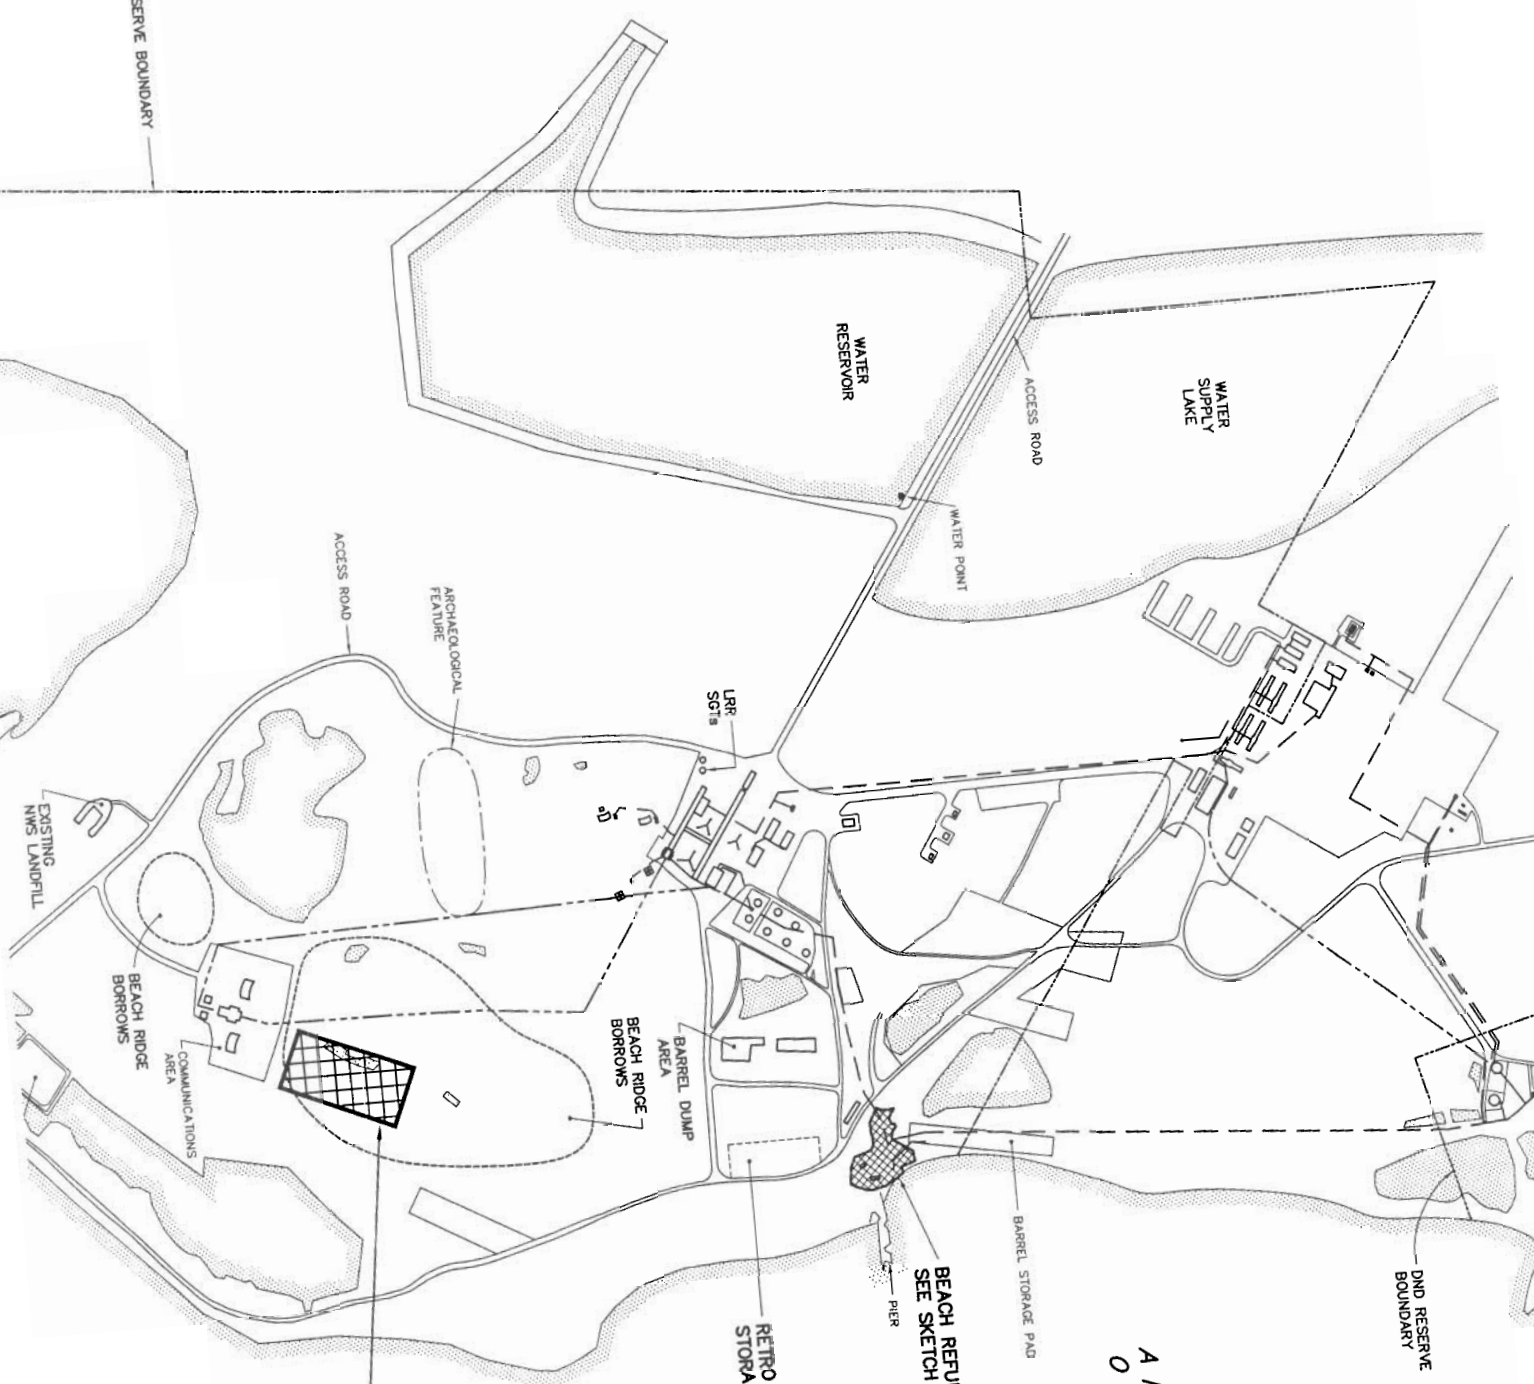 SERVE BOUNDARY
WATER
RESERVOIR
WATER
SUPPLY
LAKE
ACCESS ROAD
WATER POINT
ACCESS ROAD
ARCHAEOLOGICAL
FEATURE
LRR
SGTs
EXISTING
NWS LANDFILL
BEACH RIDGE
BORROWS
COMMUNICATIONS
AREA
BEACH RIDGE
BORROWS
BARREL DUMP
AREA
RETRO
STORA
PIER
BEACH REFU
SEE SKETCH
BARREL STORAGE PAD
DND RESERVE
BOUNDARY
A
O